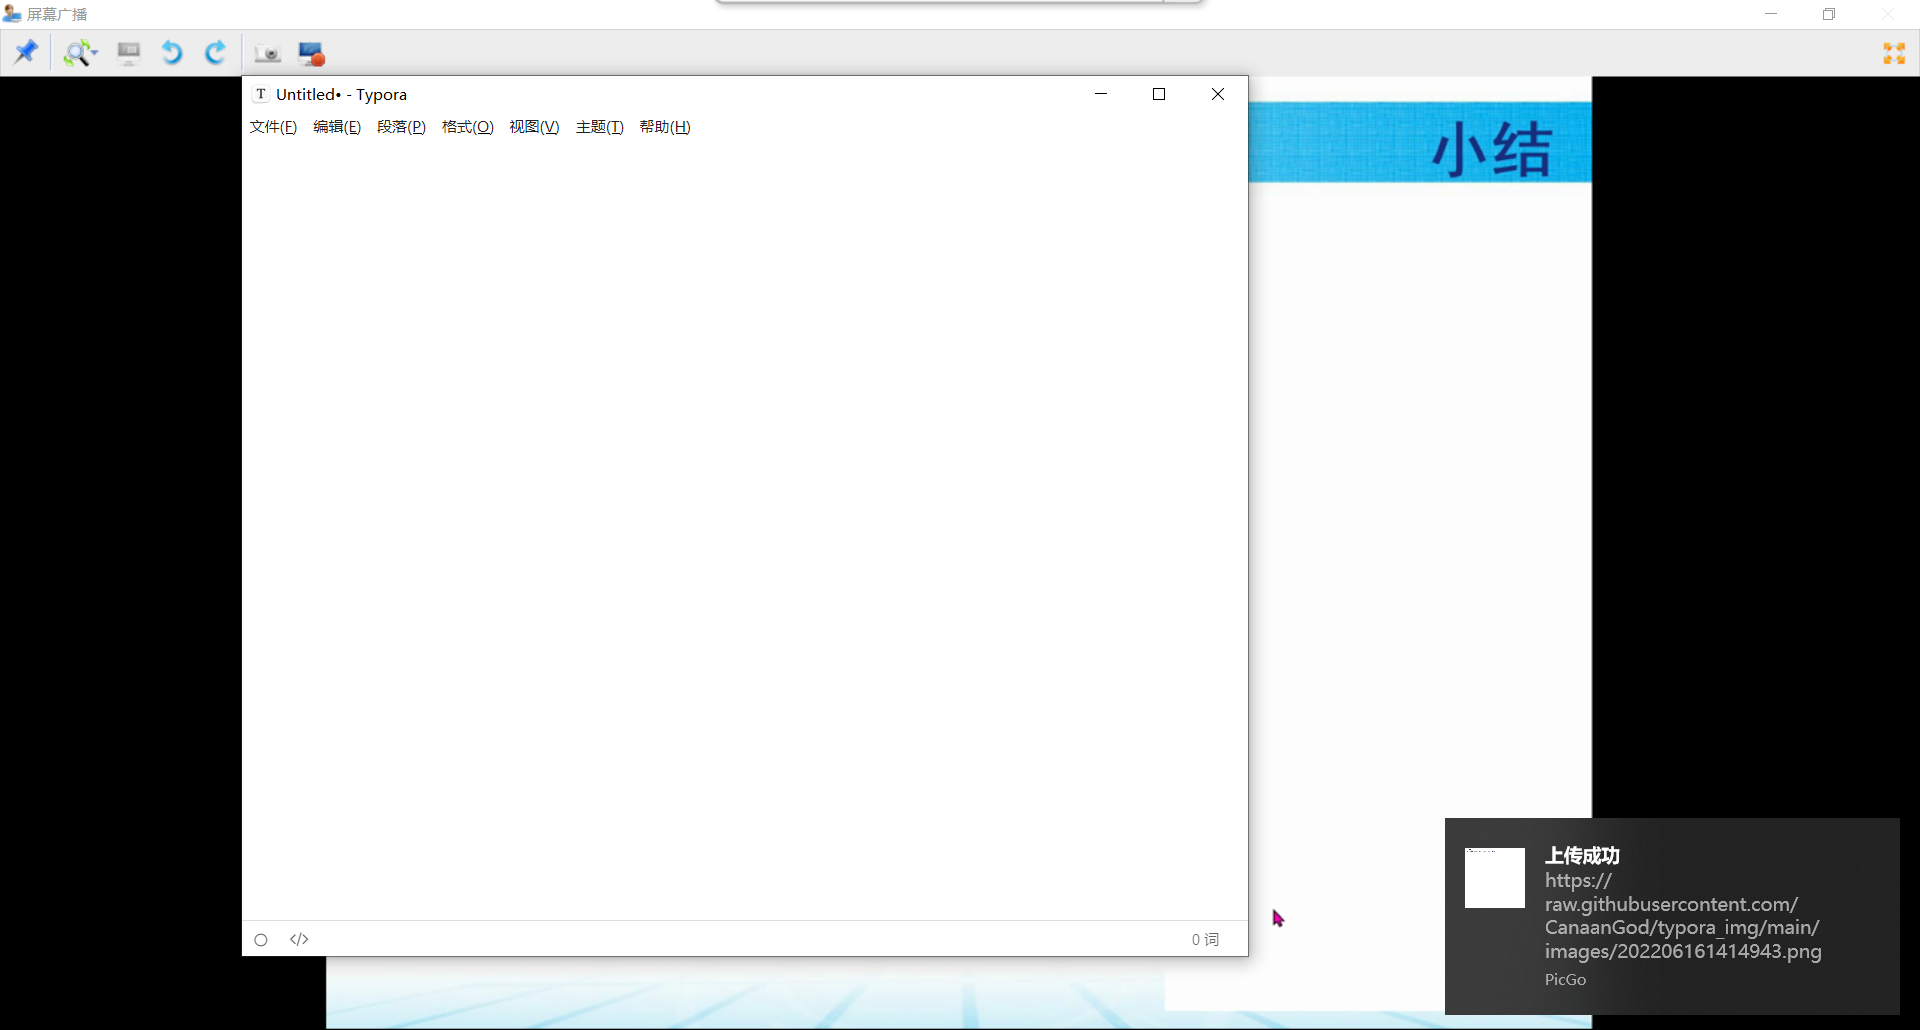 屏幕广播
Untitled• - Typora
文件(F) 编辑(E) 段落(P) 格式(O) 视图(V) 主题(T) 帮助(H)
小结
0 词
上传成功
https://
raw.githubusercontent.com/
CanaanGod/typora_img/main/
images/202206161414943.png
PicGo